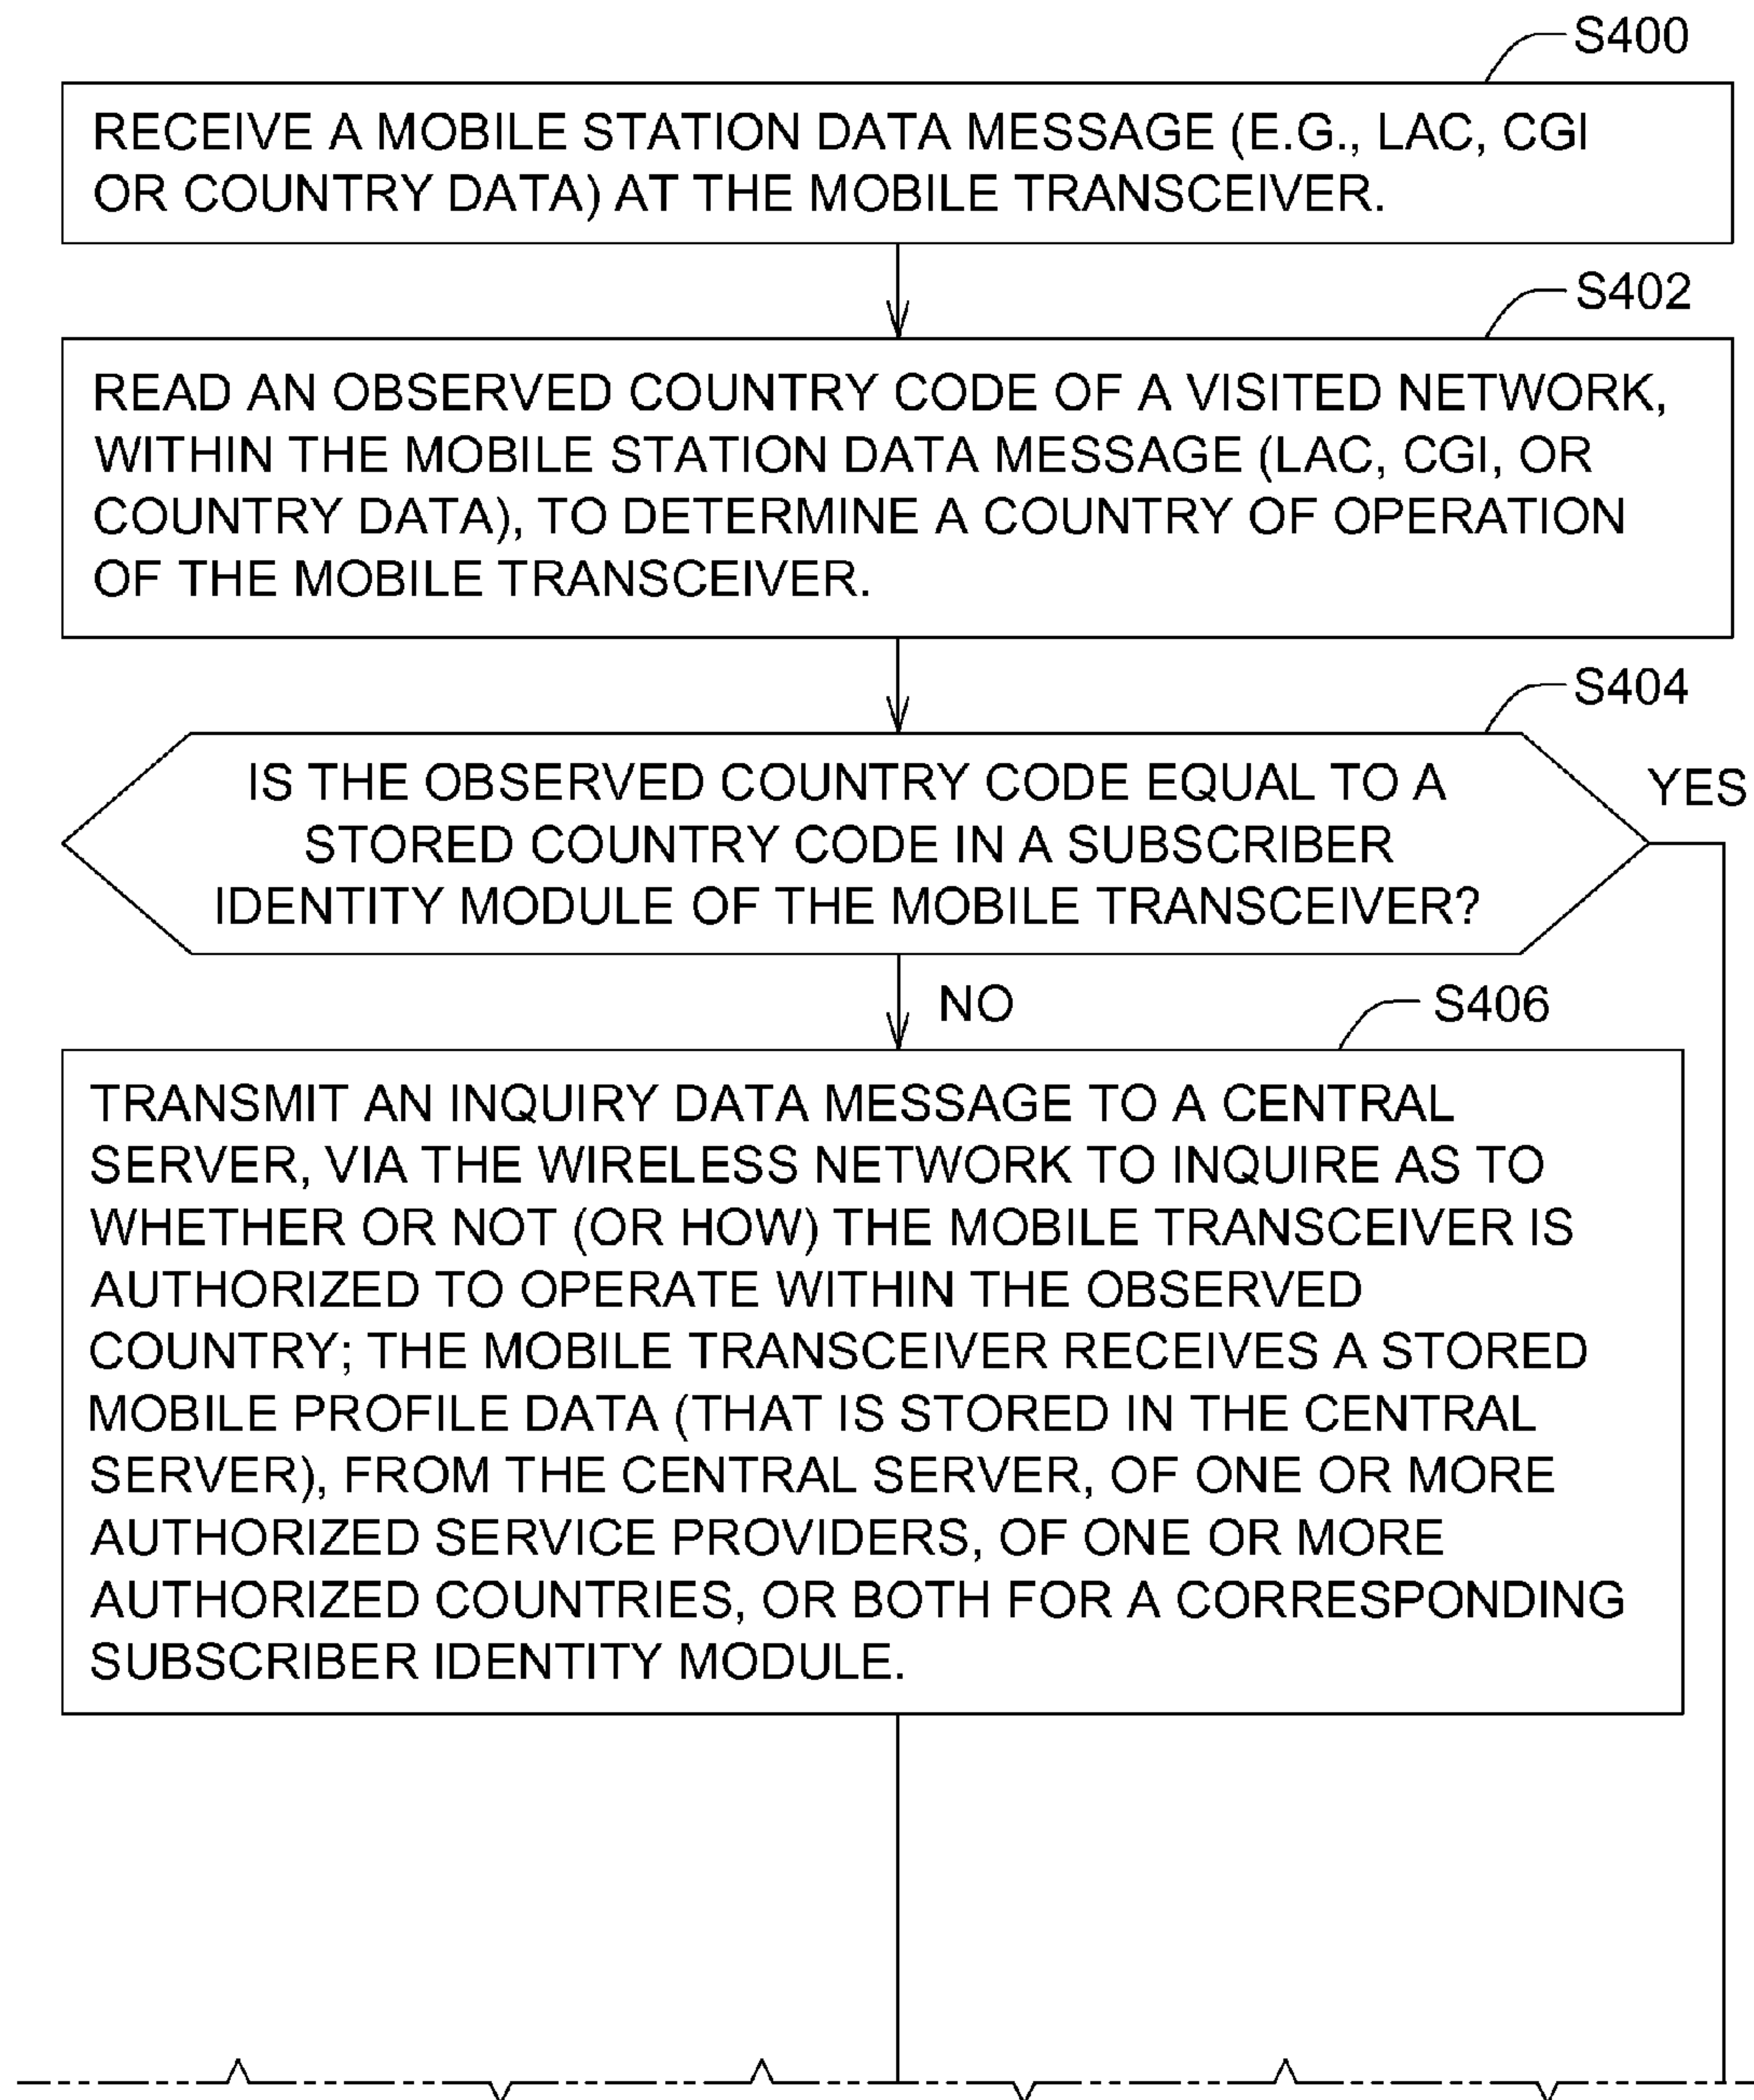 S400
RECEIVE A MOBILE STATION DATA MESSAGE (E.G., LAC, CGI
OR COUNTRY DATA) AT THE MOBILE TRANSCEIVER.
S402
READ AN OBSERVED COUNTRY CODE OF A VISITED NETWORK,
WITHIN THE MOBILE STATION DATA MESSAGE (LAC, CGI, OR
COUNTRY DATA), TO DETERMINE A COUNTRY OF OPERATION
OF THE MOBILE TRANSCEIVER.
S404
IS THE OBSERVED COUNTRY CODE EQUAL TO A
STORED COUNTRY CODE IN A SUBSCRIBER
IDENTITY MODULE OF THE MOBILE TRANSCEIVER?
YES
NO
S406
TRANSMIT AN INQUIRY DATA MESSAGE TO A CENTRAL
SERVER, VIA THE WIRELESS NETWORK TO INQUIRE AS TO
WHETHER OR NOT (OR HOW) THE MOBILE TRANSCEIVER IS
AUTHORIZED TO OPERATE WITHIN THE OBSERVED
COUNTRY; THE MOBILE TRANSCEIVER RECEIVES A STORED
MOBILE PROFILE DATA (THAT IS STORED IN THE CENTRAL
SERVER), FROM THE CENTRAL SERVER, OF ONE OR MORE
AUTHORIZED SERVICE PROVIDERS, OF ONE OR MORE
AUTHORIZED COUNTRIES, OR BOTH FOR A CORRESPONDING
SUBSCRIBER IDENTITY MODULE.